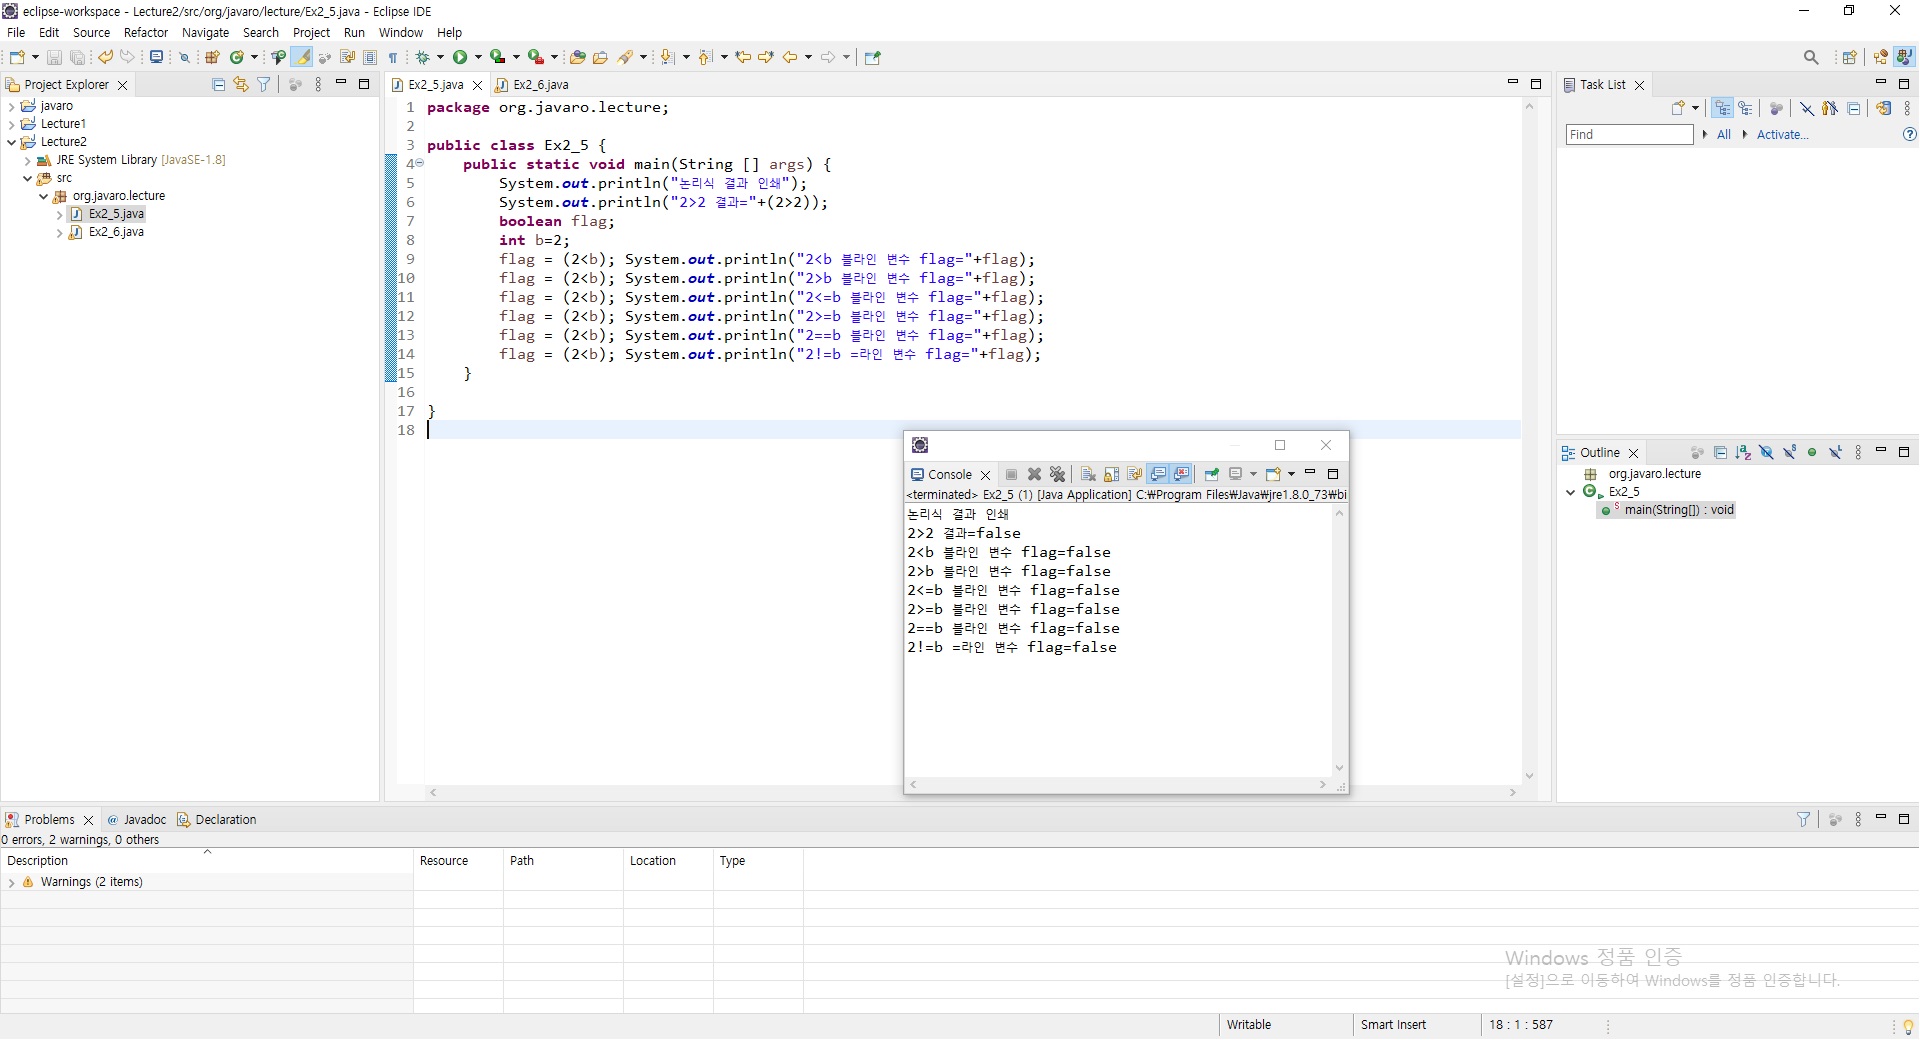 eclipse-workspace - Lecture2/src/org/javaro/lecture/Ex2_5.java - Eclipse IDE
File Edit Source Refactor Navigate Search Project Run Window Help
Project Explorer
javaro
Lecture1
Lecture2
JRE System Library [JavaSE-1.8]
src
org.javaro.lecture
Ex2_5.java
Ex2_6.java
Ex2_5.java Ex2_6.java
1 package org.javaro.lecture;
2
3 public class Ex2_5 {
4 public static void main(String [] args) {
5 System.out.println("논리식 결과 인쇄");
6 System.out.println("2>2 결과="+(2>2));
7 boolean flag;
8 int b=2;
9 flag = (2<b); System.out.println("2<b 블라인 변수 flag="+flag);
10 flag = (2<b); System.out.println("2>b 블라인 변수 flag="+flag);
11 flag = (2<b); System.out.println("2<=b 블라인 변수 flag="+flag);
12 flag = (2<b); System.out.println("2>=b 블라인 변수 flag="+flag);
13 flag = (2<b); System.out.println("2==b 블라인 변수 flag="+flag);
14 flag = (2<b); System.out.println("2!=b =라인 변수 flag="+flag);
15 }
16
17 }
18
Console
<terminated> Ex2_5 (1) [Java Application] C:₩Program Files₩Java₩jre1.8.0_73₩bi
논리식 결과 인쇄
2>2 결과=false
2<b 블라인 변수 flag=false
2>b 블라인 변수 flag=false
2<=b 블라인 변수 flag=false
2>=b 블라인 변수 flag=false
2==b 블라인 변수 flag=false
2!=b =라인 변수 flag=false
Task List
Find All Activate...
Outline
org.javaro.lecture
Ex2_5
main(String[]) : void
Problems @ Javadoc Declaration
0 errors, 2 warnings, 0 others
Description Resource Path Location Type
Warnings (2 items)
Windows 정품 인증
[설정]으로 이동하여 Windows를 정품 인증합니다.
Writable Smart Insert 18 : 1 : 587